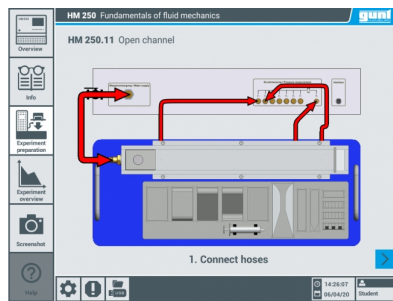 HM 250 Fundamentals of fluid mechanics
gunt
HM 250.11 Open channel
Overview
Info
Experiment
preparation
Experiment
overview
Screenshot
Help
1. Connect hoses
USB
14:26:07
06/04/20
Student